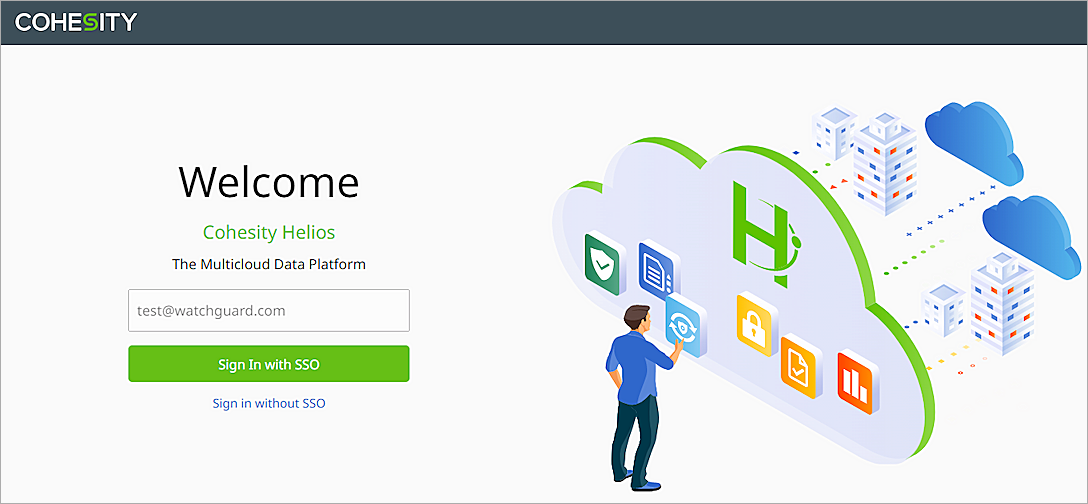 COHESITY
Welcome
Cohesity Helios
The Multicloud Data Platform
test@watchguard.com
Sign In with SSO
Sign in without SSO
H